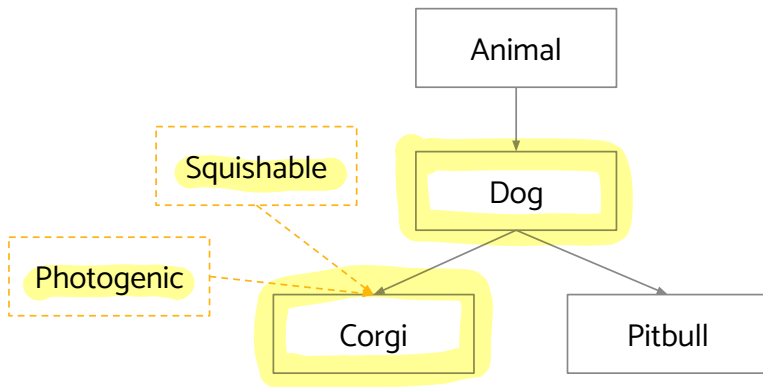 Animal
Squishable
Dog
Photogenic
Corgi
Pitbull